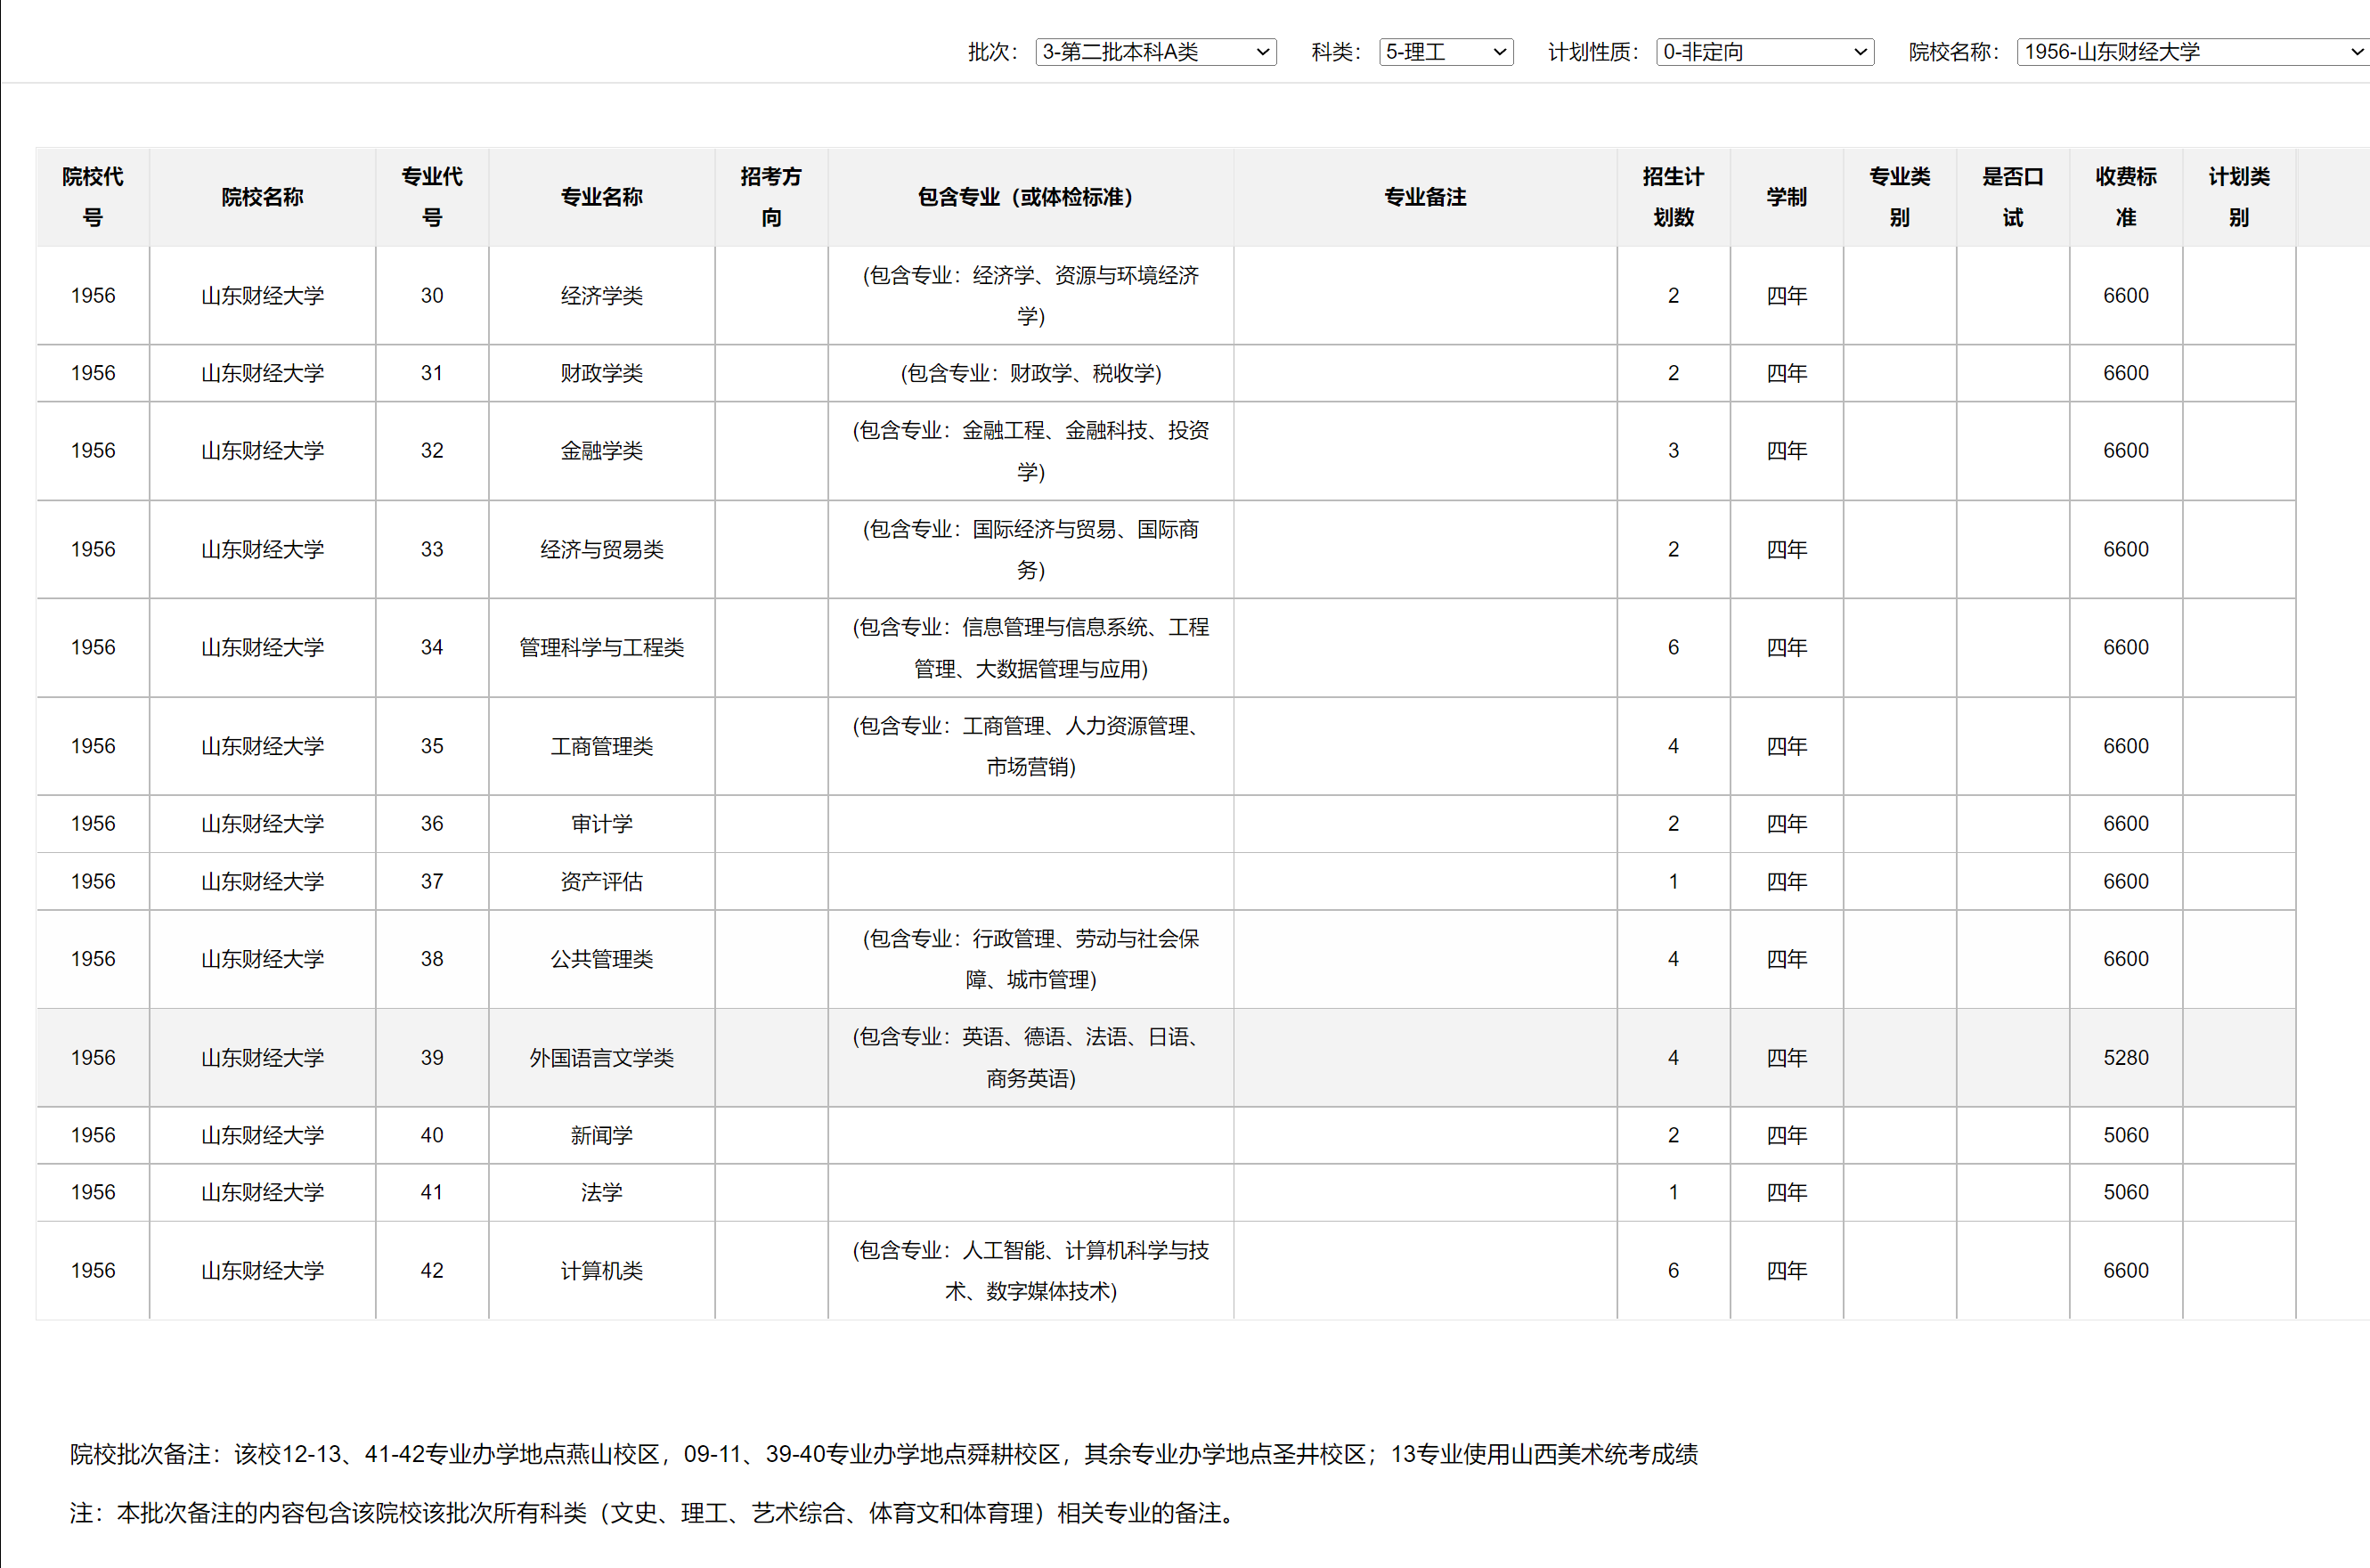 批次： 3-第二批本科A类 科类： 5-理工 计划性质： 0-非定向 院校名称： 1956-山东财经大学
院校代号 院校名称 专业代号 专业名称 招考方向 包含专业（或体检标准） 专业备注 招生计划数 学制 专业类别 是否口试 收费标准 计划类别
1956 山东财经大学 30 经济学类 (包含专业：经济学、资源与环境经济学) 2 四年 6600
1956 山东财经大学 31 财政学类 (包含专业：财政学、税收学) 2 四年 6600
1956 山东财经大学 32 金融学类 (包含专业：金融工程、金融科技、投资学) 3 四年 6600
1956 山东财经大学 33 经济与贸易类 (包含专业：国际经济与贸易、国际商务) 2 四年 6600
1956 山东财经大学 34 管理科学与工程类 (包含专业：信息管理与信息系统、工程管理、大数据管理与应用) 6 四年 6600
1956 山东财经大学 35 工商管理类 (包含专业：工商管理、人力资源管理、市场营销) 4 四年 6600
1956 山东财经大学 36 审计学 2 四年 6600
1956 山东财经大学 37 资产评估 1 四年 6600
1956 山东财经大学 38 公共管理类 (包含专业：行政管理、劳动与社会保障、城市管理) 4 四年 6600
1956 山东财经大学 39 外国语言文学类 (包含专业：英语、德语、法语、日语、商务英语) 4 四年 5280
1956 山东财经大学 40 新闻学 2 四年 5060
1956 山东财经大学 41 法学 1 四年 5060
1956 山东财经大学 42 计算机类 (包含专业：人工智能、计算机科学与技术、数字媒体技术) 6 四年 6600
院校批次备注：该校12-13、41-42专业办学地点燕山校区，09-11、39-40专业办学地点舜耕校区，其余专业办学地点圣井校区；13专业使用山西美术统考成绩
注：本批次备注的内容包含该院校该批次所有科类（文史、理工、艺术综合、体育文和体育理）相关专业的备注。